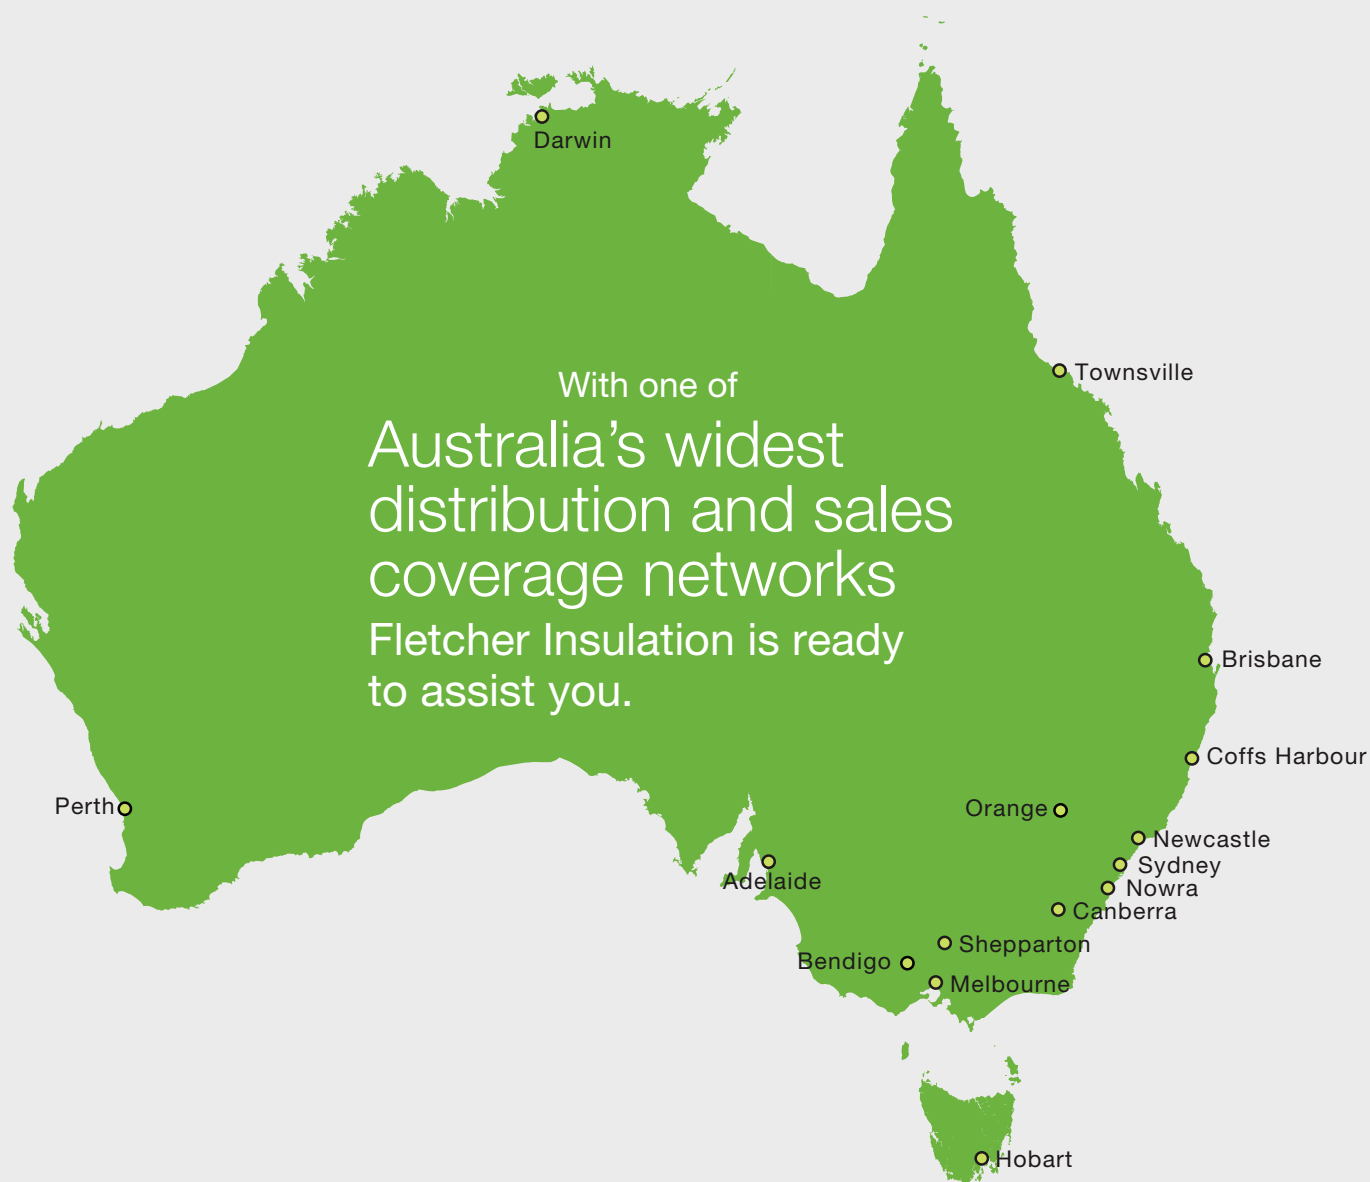 Darwin
Townsville
With one of
Australia’s widest
distribution and sales
coverage networks
Fletcher Insulation is ready
to assist you.
Brisbane
Coffs Harbour
Perth
Orange
Newcastle
Sydney
Adelaide
Nowra
Canberra
Shepparton
Bendigo
Melbourne
Hobart